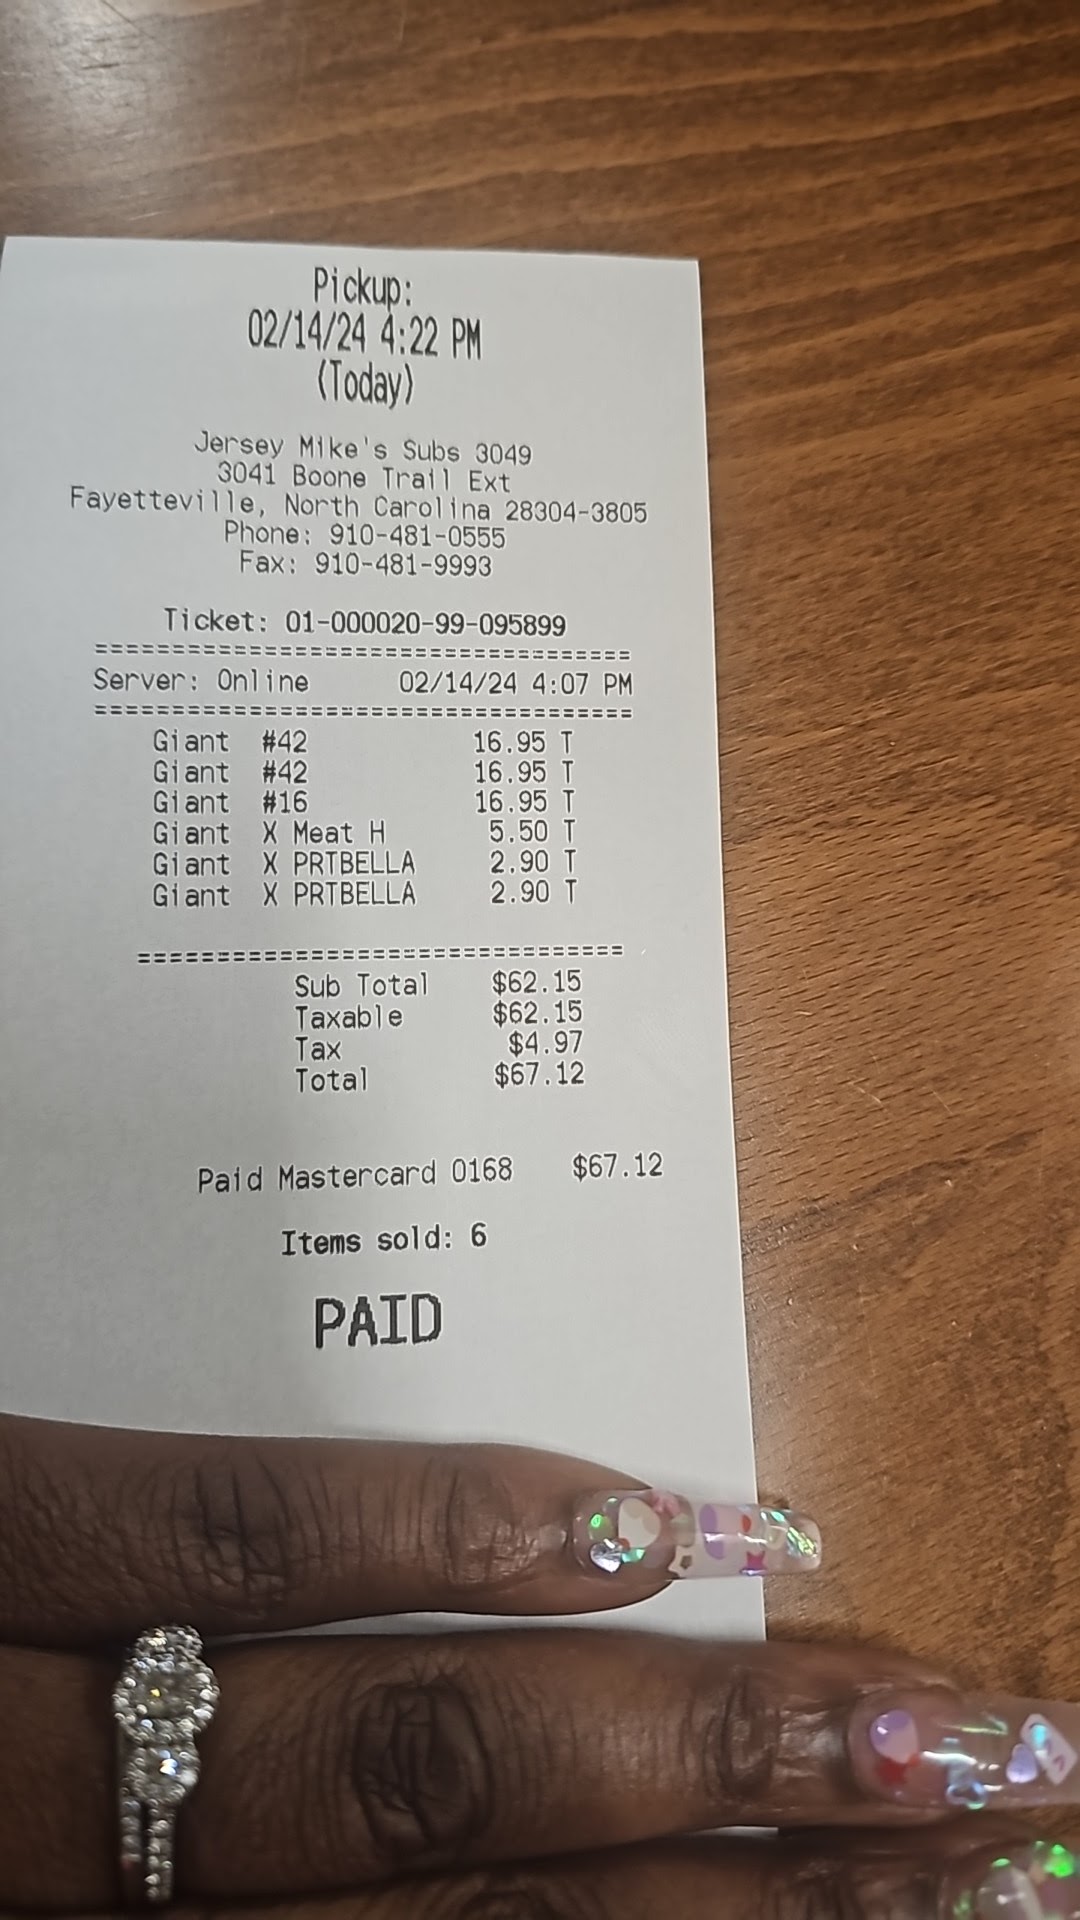 Pickup:
02/14/24 4:22 PM
(Today)
Jersey Mike's Subs 3049
3041 Boone Trail Ext
Fayetteville, North Carolina 28304-3805
Phone: 910-481-0555
Fax: 910-481-9993
Ticket: 01-000020-99-095899
===================================
Server: Online 02/14/24 4:07 PM
===================================
Giant #42 16.95 T
Giant #42 16.95 T
Giant #16 16.95 T
Giant X Meat H 5.50 T
Giant X PRTBELLA 2.90 T
Giant X PRTBELLA 2.90 T
===============================
Sub Total $62.15
Taxable $62.15
Tax $4.97
Total $67.12
Paid Mastercard 0168 $67.12
Items sold: 6
PAID